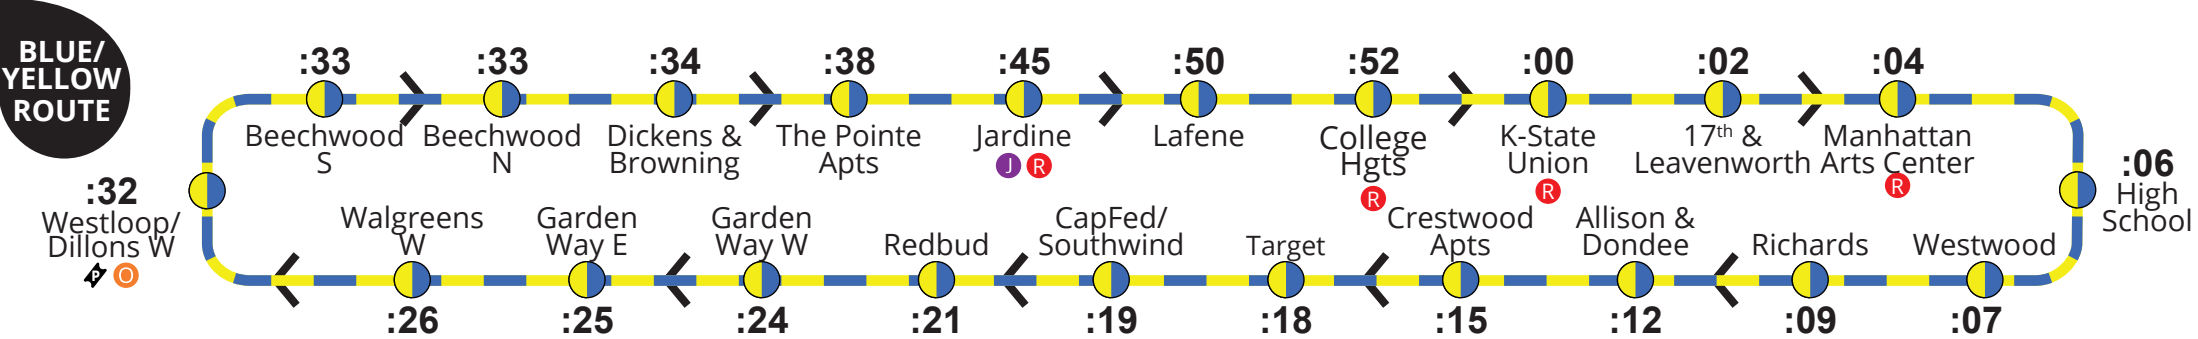 BLUE/
YELLOW
ROUTE
:33
Beechwood
S
:33
Beechwood
N
:34
Dickens &
Browning
:38
The Pointe
Apts
:45
Jardine
J R
:50
Lafene
:52
College
Hgts
R
:00
K-State
Union
R
:02
17th &
Leavenworth
:04
Manhattan
Arts Center
R
:06
High
School
Westwood
:07
Richards
:09
Allison &
Dondee
:12
Crestwood
Apts
:15
Target
:18
CapFed/
Southwind
:19
Redbud
:21
Garden
Way W
:24
Garden
Way E
:25
Walgreens
W
:26
:32
Westloop/
Dillons W
P O